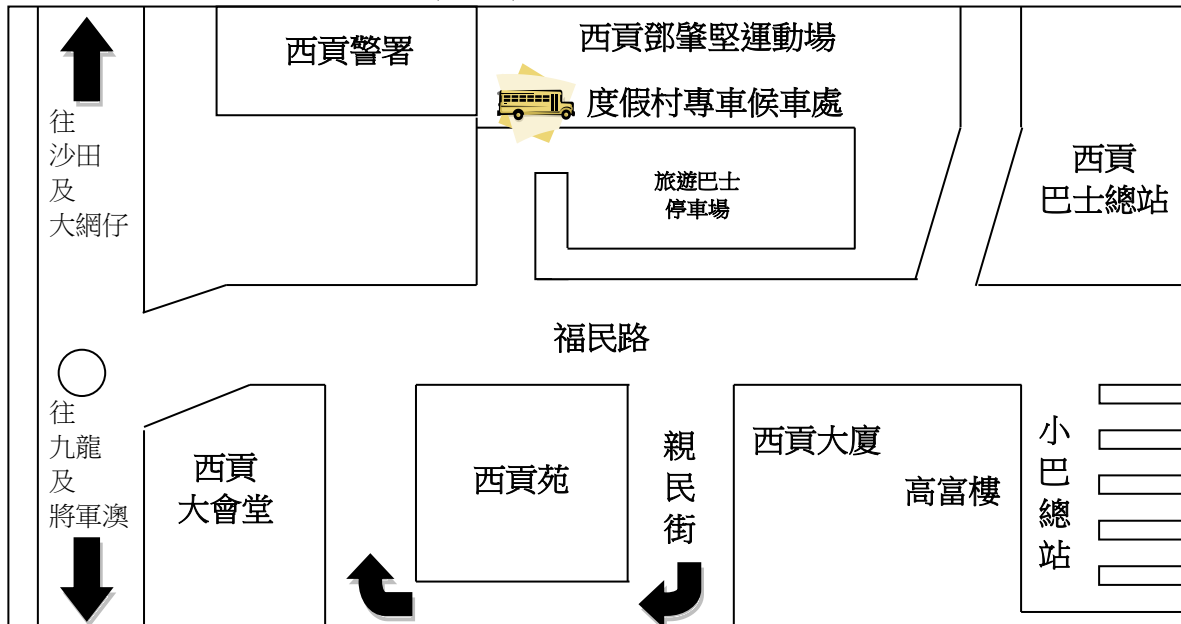 西貢警署
西貢鄧肇堅運動場
度假村專車候車處
往
沙田
及
大網仔
旅遊巴士
停車場
西貢
巴士總站
福民路
往
九龍
及
將軍澳
西貢
大會堂
西貢苑
親
民
街
西貢大廈
高富樓
小
巴
總
站